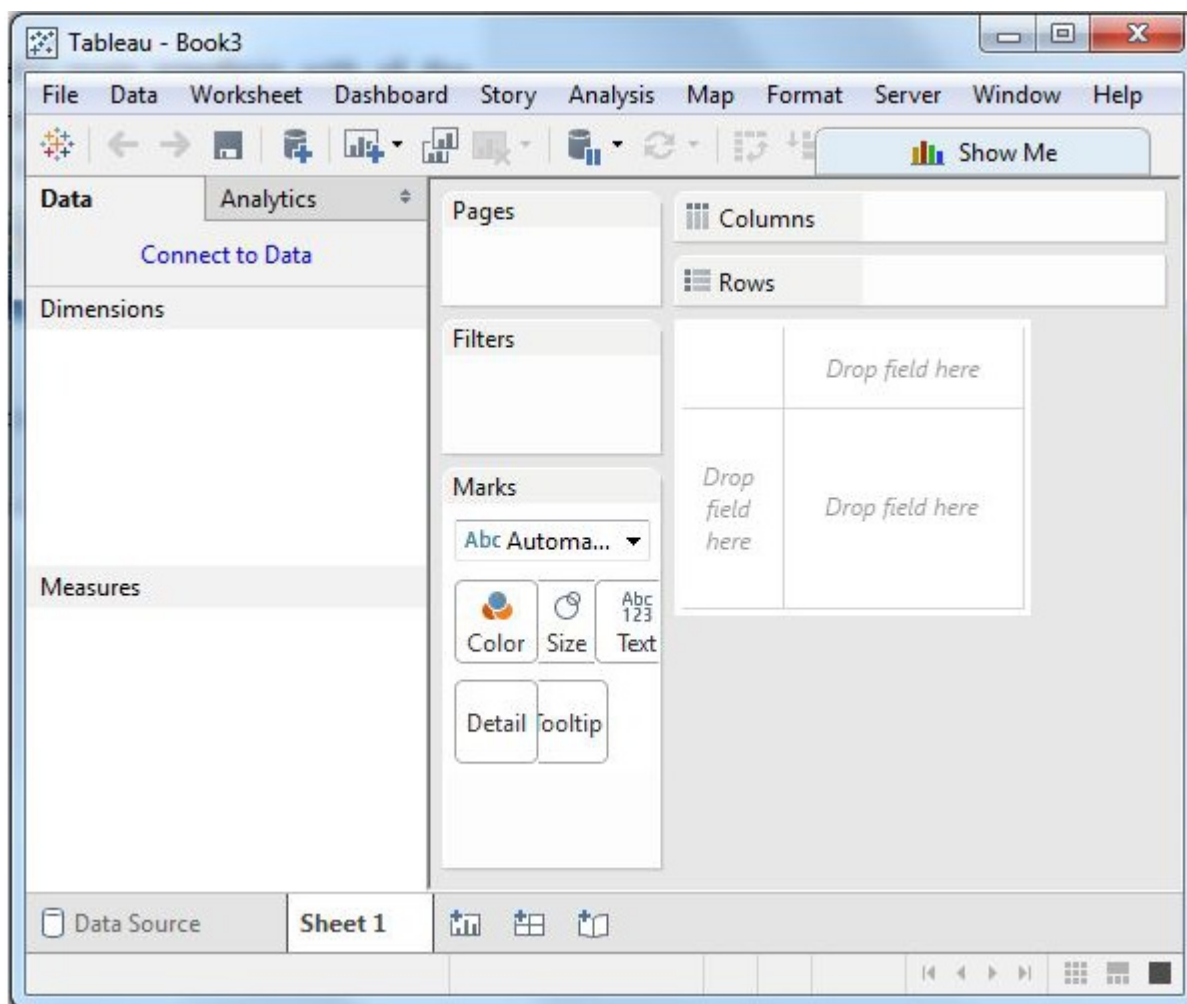 Tableau - Book3
File Data Worksheet Dashboard Story Analysis Map Format Server Window Help
Show Me
Data Analytics
Connect to Data
Dimensions
Measures
Pages
Filters
Marks
Abc Automa...
Color Size Abc 123 Text
Detail ooltip
Columns
Rows
Drop field here
Drop
field
here
Drop field here
Data Source Sheet 1